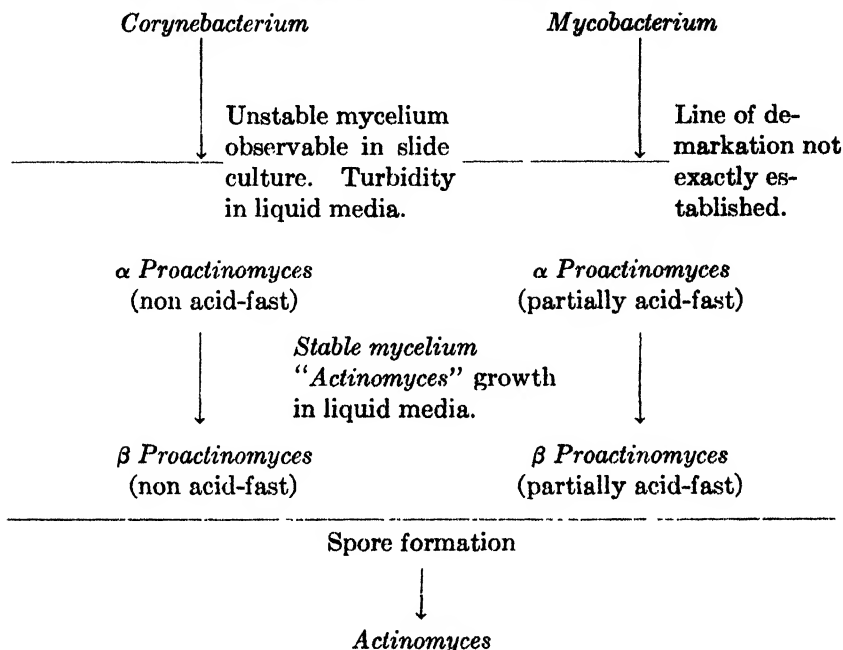 Corynebacterium
Mycobacterium
Unstable mycelium
observable in slide
culture. Turbidity
in liquid media.
Line of de-
markation not
exactly es-
tablished.
α Proactinomyces
(non acid-fast)
α Proactinomyces
(partially acid-fast)
Stable mycelium
“Actinomyces” growth
in liquid media.
β Proactinomyces
(non acid-fast)
β Proactinomyces
(partially acid-fast)
Spore formation
Actinomyces